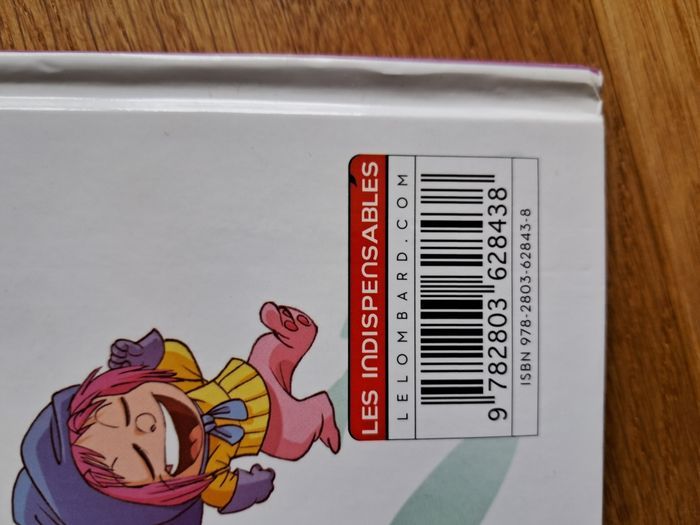 LES INDISPENSABLES
LELOMBARD.COM
9 782803 628438
ISBN 978-2803-62843-8